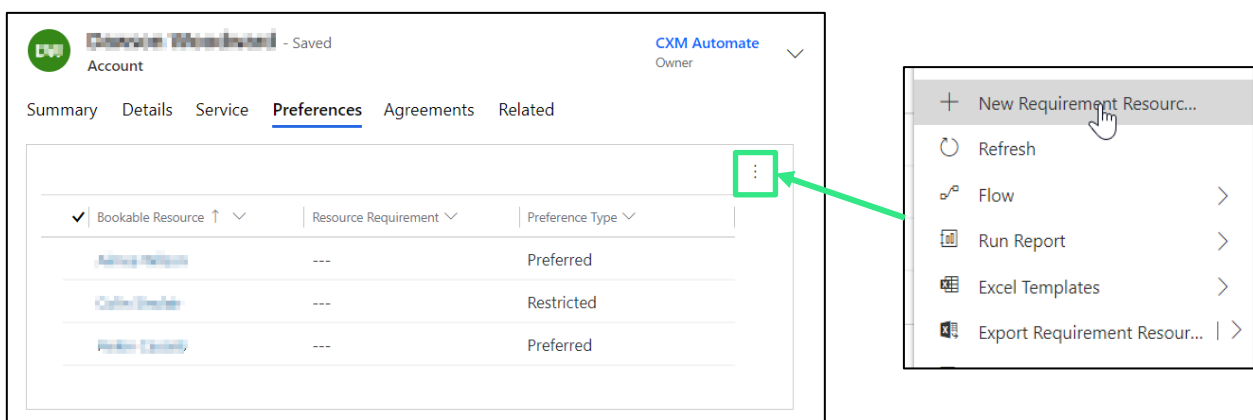 DW
- Saved
Account
CXM Automate
Owner
Summary Details Service Preferences Agreements Related
Bookable Resource Resource Requirement Preference Type
--- Preferred
--- Restricted
--- Preferred
New Requirement Resourc...
Refresh
Flow
Run Report
Excel Templates
Export Requirement Resour...